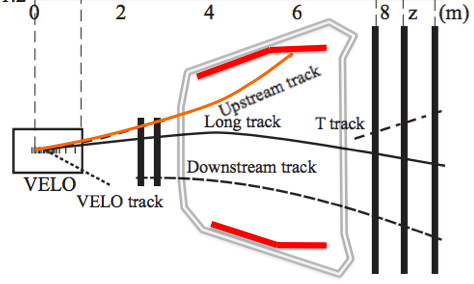 0 2 4 6 8 z (m)
Upstream track
Long track
T track
Downstream track
VELO
VELO track